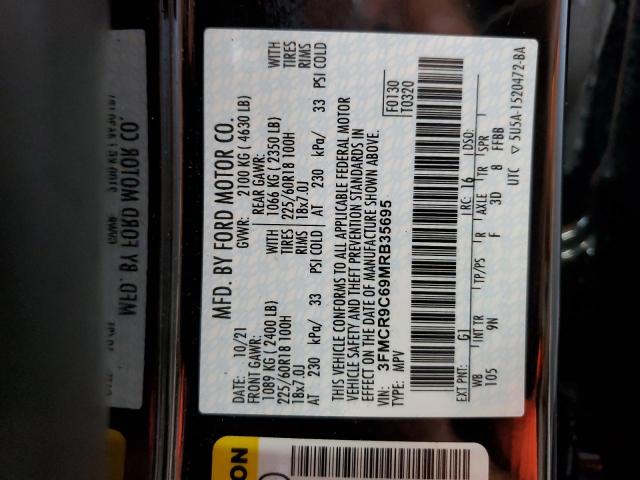 MFD. BY FORD MOTOR CO.
DATE: 10/21 GVWR: 2100 KG ( 4630 LB)
FRONT GAWR: REAR GAWR: WITH
1089 KG ( 2400 LB) 1066 KG ( 2350 LB) TIRES
225/60R18 100H 225/60R18 100H RIMS
18x7.0J 18x7.0J
AT 230 kPa/ 33 PSI COLD AT 230 kPa/ 33 PSI COLD
WITH
TIRES
RIMS
THIS VEHICLE CONFORMS TO ALL APPLICABLE FEDERAL MOTOR
VEHICLE SAFETY AND THEFT PREVENTION STANDARDS IN
EFFECT ON THE DATE OF MANUFACTURE SHOWN ABOVE.
VIN: 3FMCR9C69MRB35695 F0130
TYPE: MPV T0320
EXT PNT: G1 RC: 16 DSO:
WB INT TR TP/PS R AXLE TR SPR
105 9N F 3D 8 FFBB
UTC ▽ 5U5A-1520472-BA
MFD. BY FORD MOTOR CO.
ON